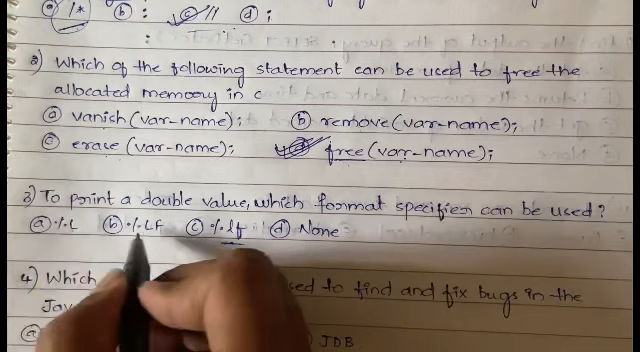 ⓐ /* ⓑ : ⓒ // ⓓ ;
2) Which of the following statement can be used to free the
allocated memory in c
ⓐ vanish(var-name); ⓑ remove(var-name);
ⓒ erase(var-name); ⓓ free(var-name);
3) To print a double value, which format specifier can be used?
ⓐ %L ⓑ %LF ⓒ %lf ⓓ None
4) Which sed to find and fix bugs in the
Jav
ⓐ JDB